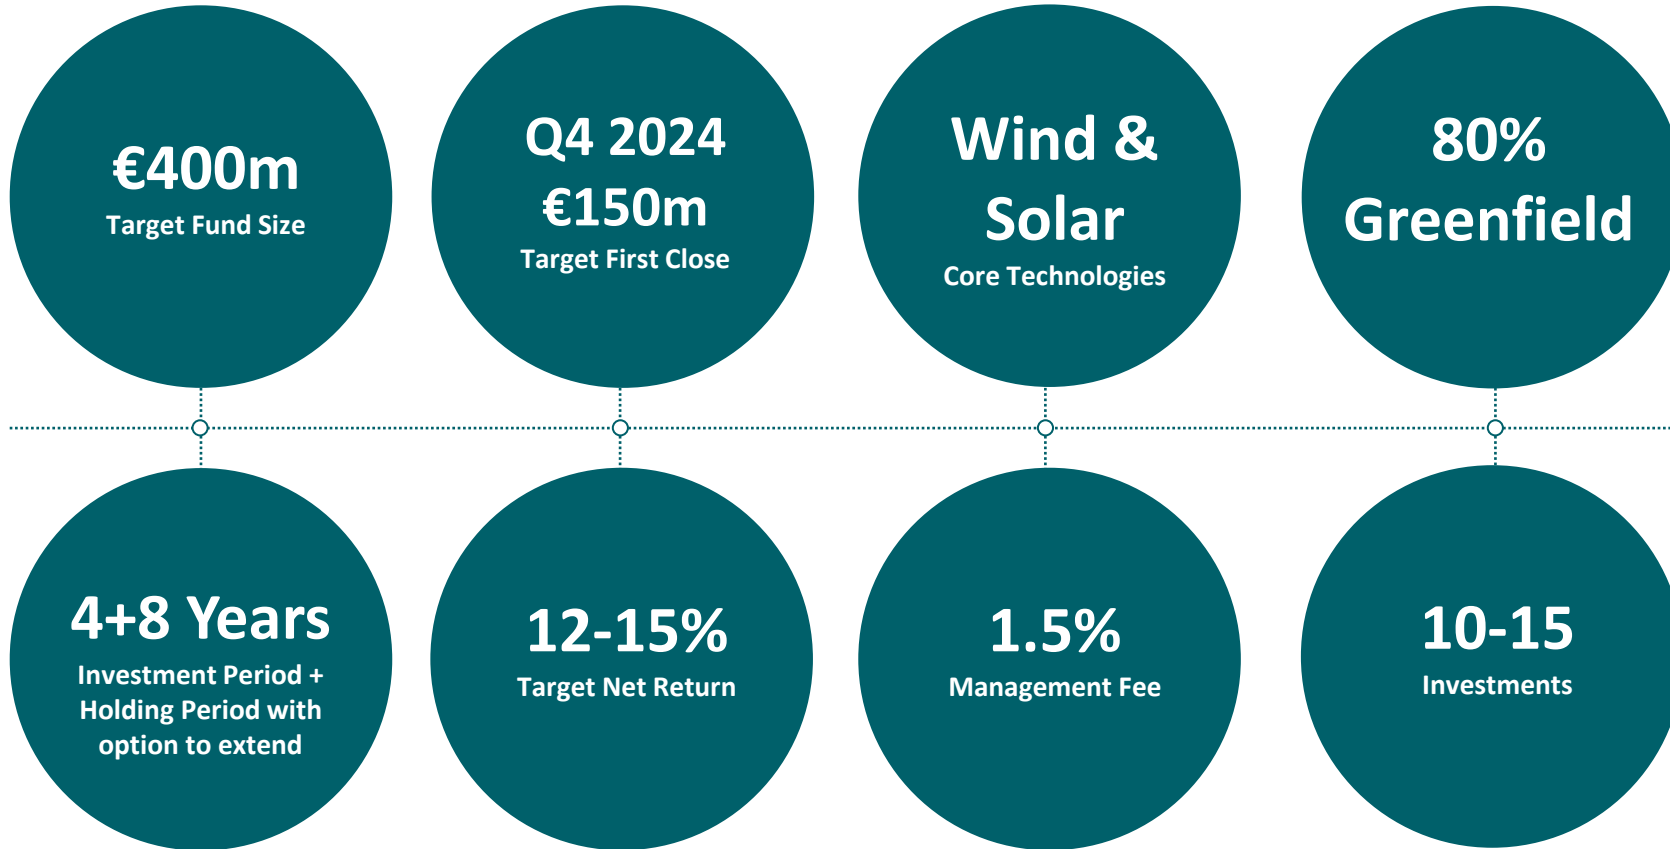 €400m
Target Fund Size
Q4 2024
€150m
Target First Close
Wind &
Solar
Core Technologies
80%
Greenfield
4+8 Years
Investment Period +
Holding Period with
option to extend
12-15%
Target Net Return
1.5%
Management Fee
10-15
Investments